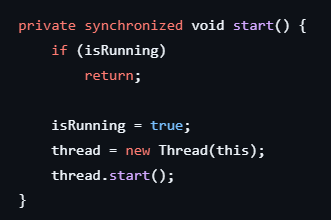 private synchronized void start() {
    if (isRunning)
        return;

    isRunning = true;
    thread = new Thread(this);
    thread.start();
}